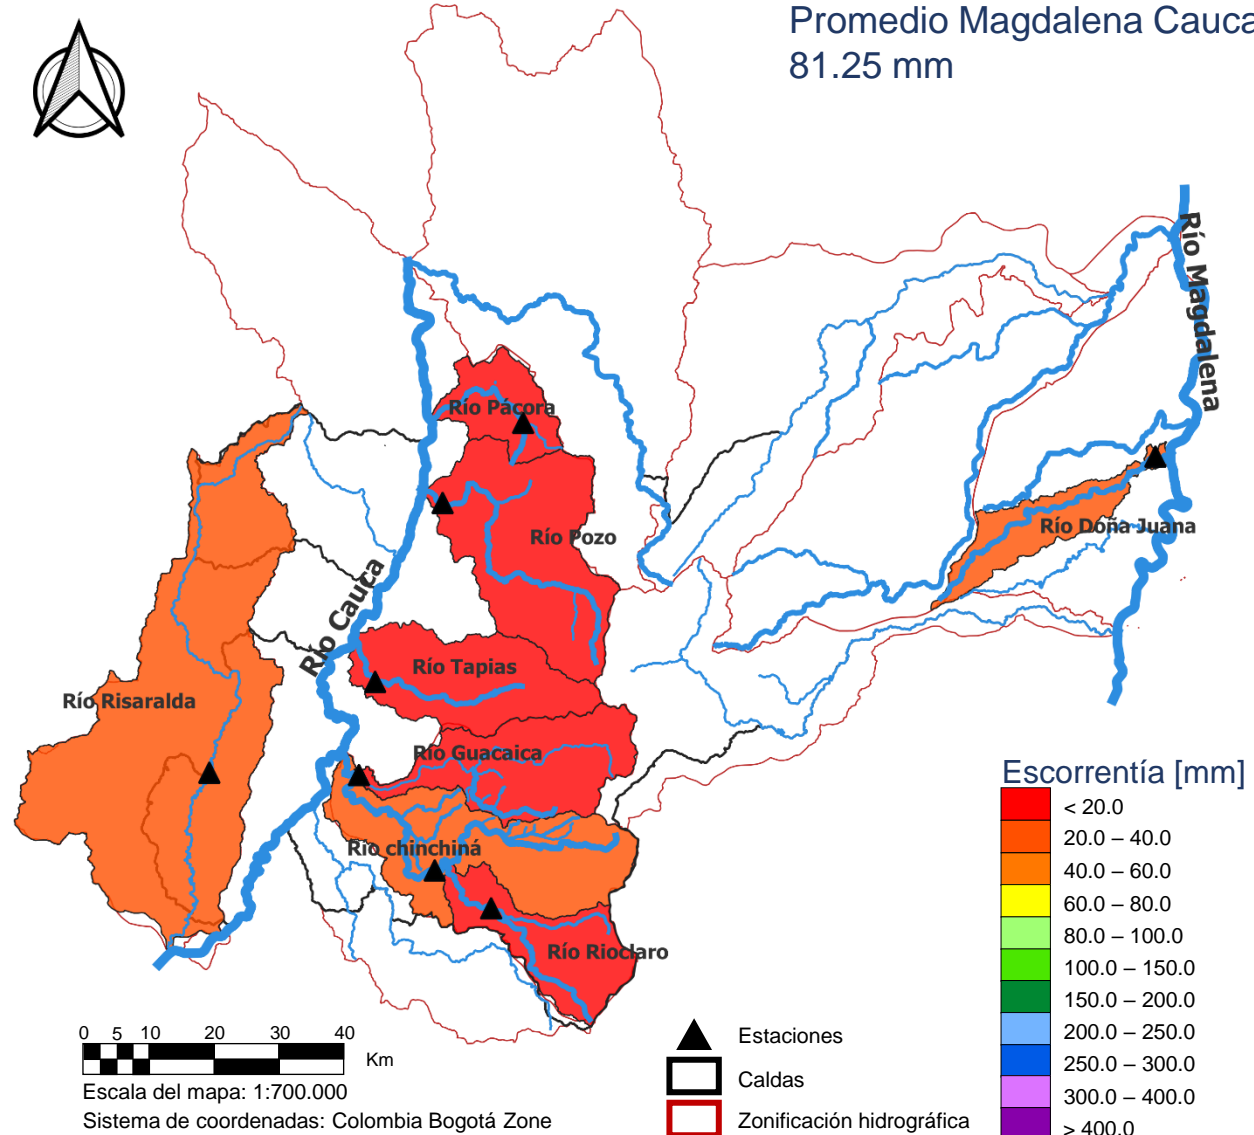 Promedio Magdalena Cauca
81.25 mm
Río Magdalena
Río Pácora
Río Pozo
Río Doña Juana
Río Cauca
Río Tapias
Río Risaralda
Río Guacaica
Río chinchiná
Río Rioclaro
Escorrentía [mm]
< 20.0
20.0 – 40.0
40.0 – 60.0
60.0 – 80.0
80.0 – 100.0
100.0 – 150.0
150.0 – 200.0
200.0 – 250.0
250.0 – 300.0
300.0 – 400.0
> 400.0
0 5 10 20 30 40
Km
Escala del mapa: 1:700.000
Sistema de coordenadas: Colombia Bogotá Zone
Estaciones
Caldas
Zonificación hidrográfica